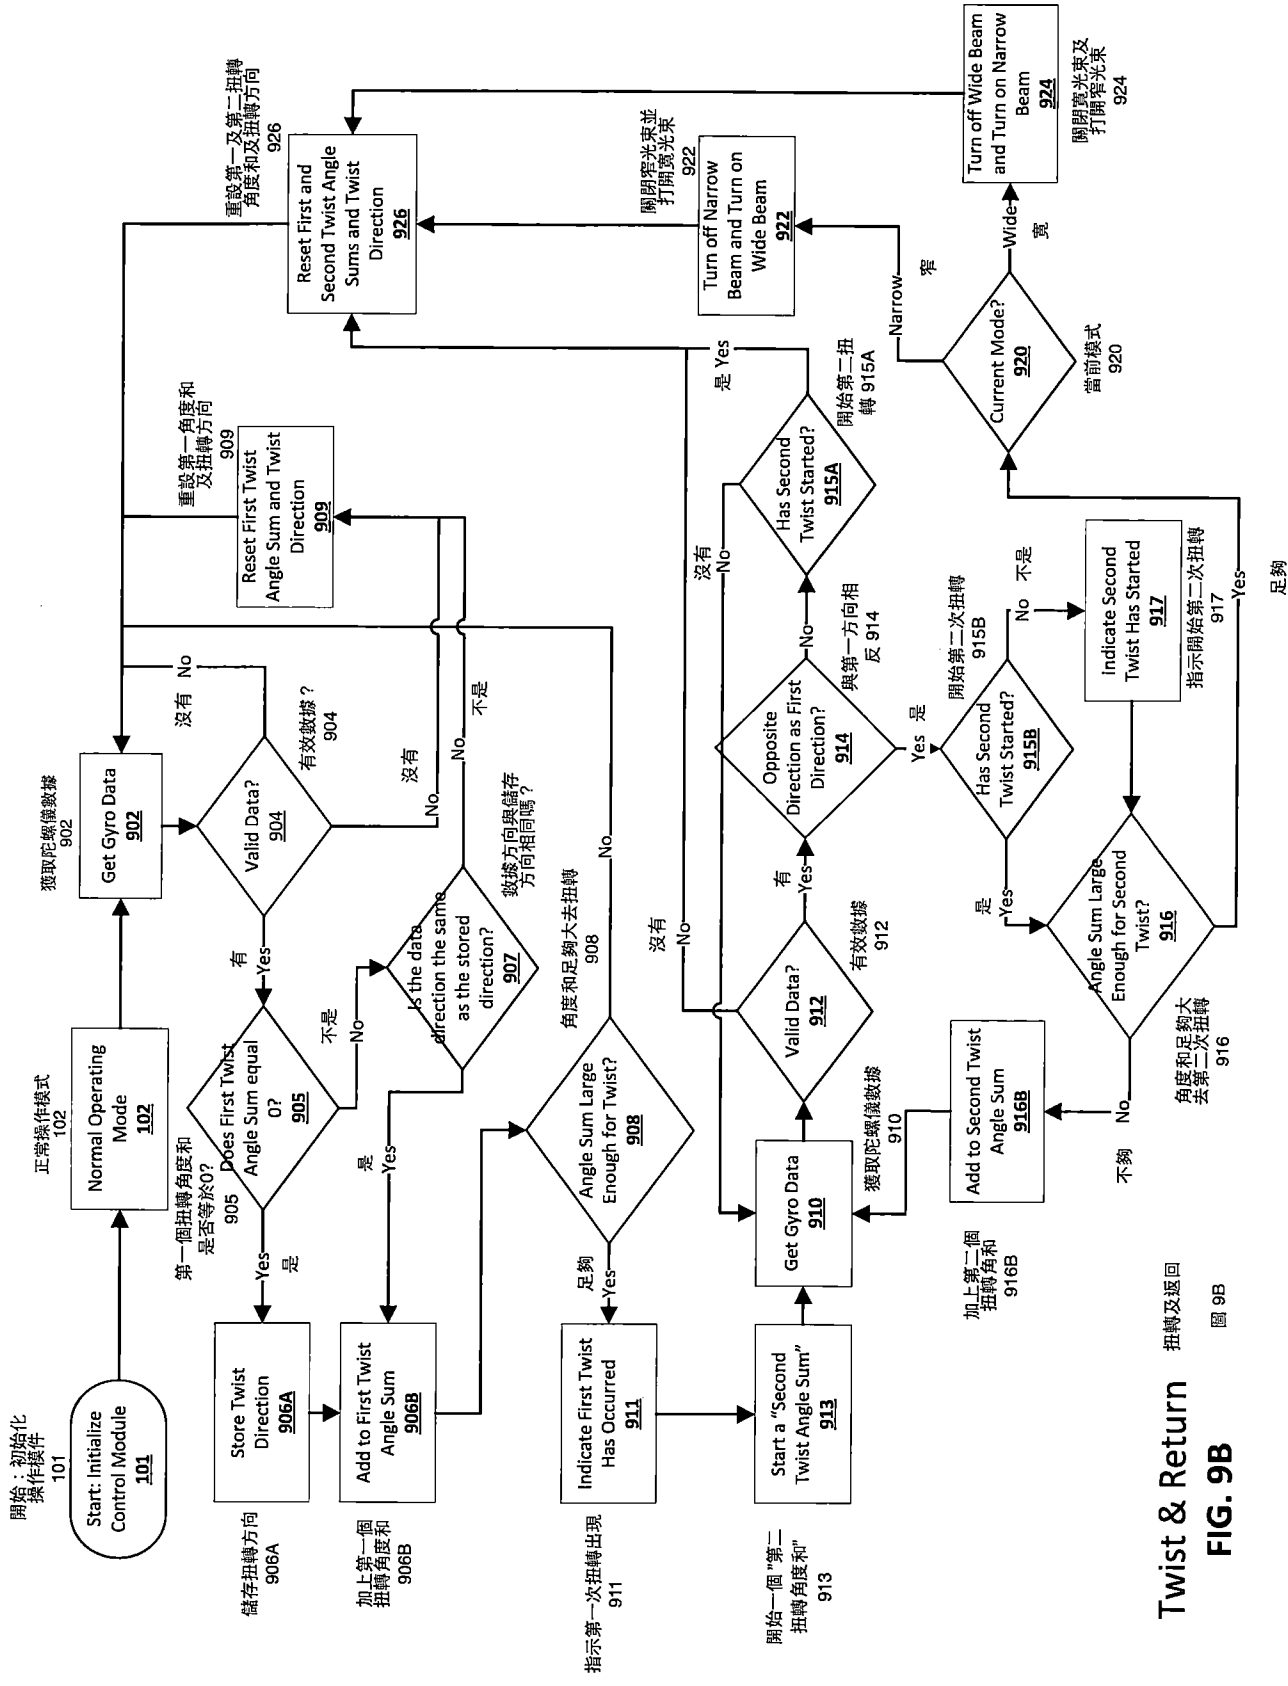 開始：初始化
操作模件
101
Start: Initialize
Control Module
101
正常操作模式
102
Normal Operating
Mode
102
獲取陀螺儀數據
902
Get Gyro Data
902
有效數據？
904
Valid Data?
904
沒有
No
沒有
No
有
Yes
第一個扭轉角度和
是否等於0?
905
Does First Twist
Angle Sum equal
0?
905
Yes
是
不是
No
儲存扭轉方向
906A
Store Twist
Direction
906A
加上第一個
扭轉角度和
906B
Add to First Twist
Angle Sum
906B
數據方向與儲存
方向相同嗎？
Is the data
direction the same
as the stored
direction?
907
是
Yes
No
不是
重設第一角度和
及扭轉方向
909
Reset First Twist
Angle Sum and Twist
Direction
909
角度和足夠大去扭轉
908
Angle Sum Large
Enough for Twist?
908
No
足夠
Yes
指示第一次扭轉出現
911
Indicate First Twist
Has Occurred
911
開始一個"第二
扭轉角度和"
913
Start a “Second
Twist Angle Sum”
913
獲取陀螺儀數據
910
Get Gyro Data
910
有效數據
912
Valid Data?
912
沒有
No
有
Yes
與第一方向相
反 914
Opposite
Direction as First
Direction?
914
No
Yes 是
開始第二扭
轉 915A
Has Second
Twist Started?
915A
沒有
No
是 Yes
開始第二次扭轉
915B
Has Second
Twist Started?
915B
是
Yes
No 不是
指示開始第二次扭轉
917
Indicate Second
Twist Has Started
917
角度和足夠大
去第二次扭轉
916
Angle Sum Large
Enough for Second
Twist?
916
No
不夠
Yes
足夠
加上第二個
扭轉角和
916B
Add to Second Twist
Angle Sum
916B
當前模式
920
Current Mode?
920
Narrow
窄
Wide
寬
關閉窄光束並
打開寬光束
922
Turn off Narrow
Beam and Turn on
Wide Beam
922
關閉寬光束及
打開窄光束
924
Turn off Wide Beam
and Turn on Narrow
Beam
924
重設第一及第二扭轉
角度和及扭轉方向
926
Reset First and
Second Twist Angle
Sums and Twist
Direction
926
Twist & Return 扭轉及返回
FIG. 9B 圖 9B